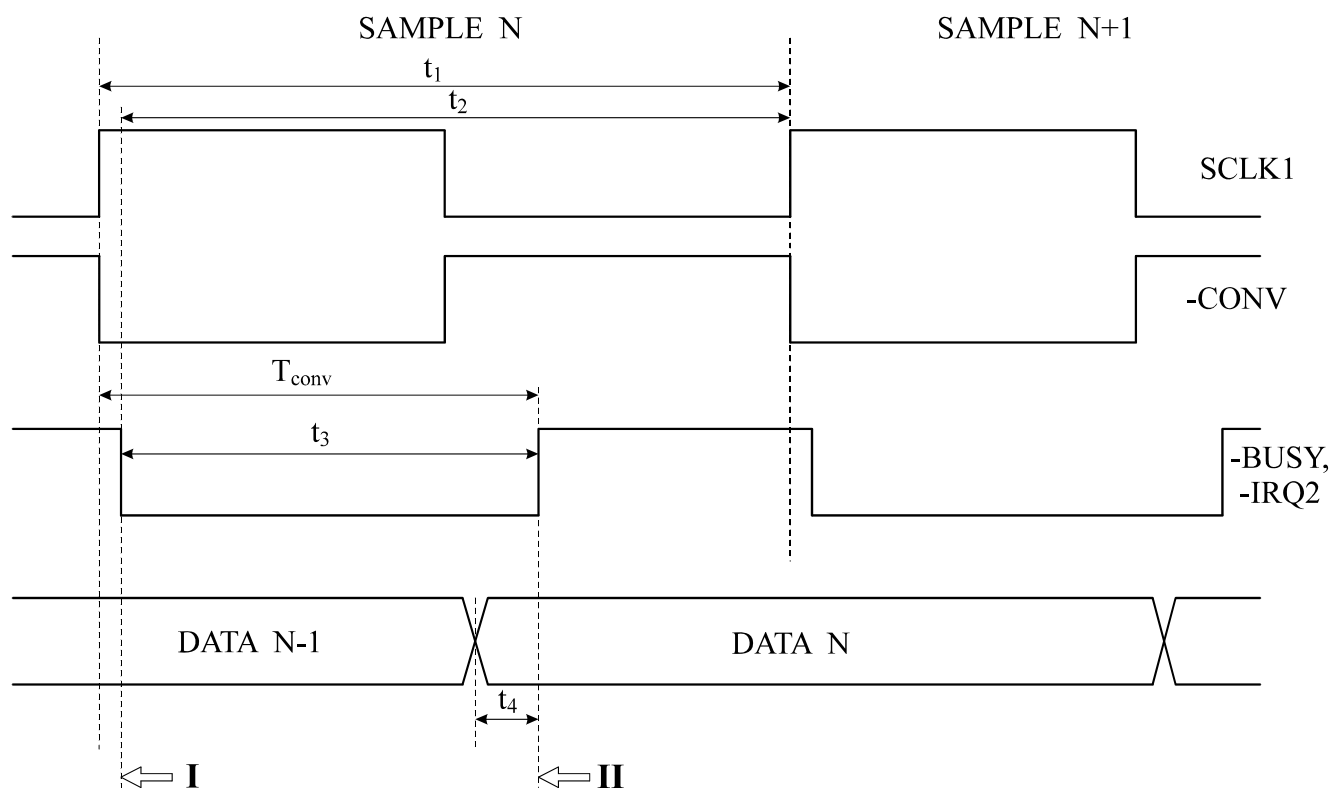 SAMPLE N
SAMPLE N+1
t1
t2
SCLK1
-CONV
Tconv
t3
-BUSY,
-IRQ2
DATA N-1
DATA N
t4
I
II